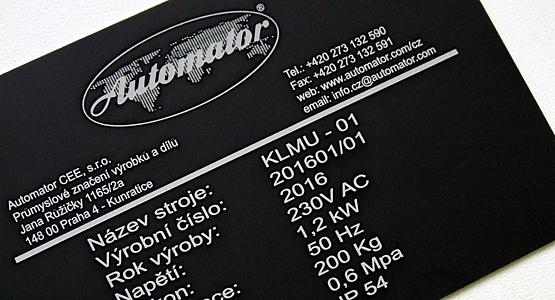 Automator®
Tel.: +420 273 132 590
Fax: +420 273 132 591
web: www.automator.com/cz
email: info.cz@automator.com
Automator CEE, s.r.o.
Průmyslové značení výrobků a dílů
Jana Růžičky 1165/2a
148 00 Praha 4 - Kunratice
Název stroje: KLMU - 01
Výrobní číslo: 201601/01
Rok výroby: 2016
Napětí: 230V AC
1,2 kW
50 Hz
200 Kg
0,6 Mpa
IP 54